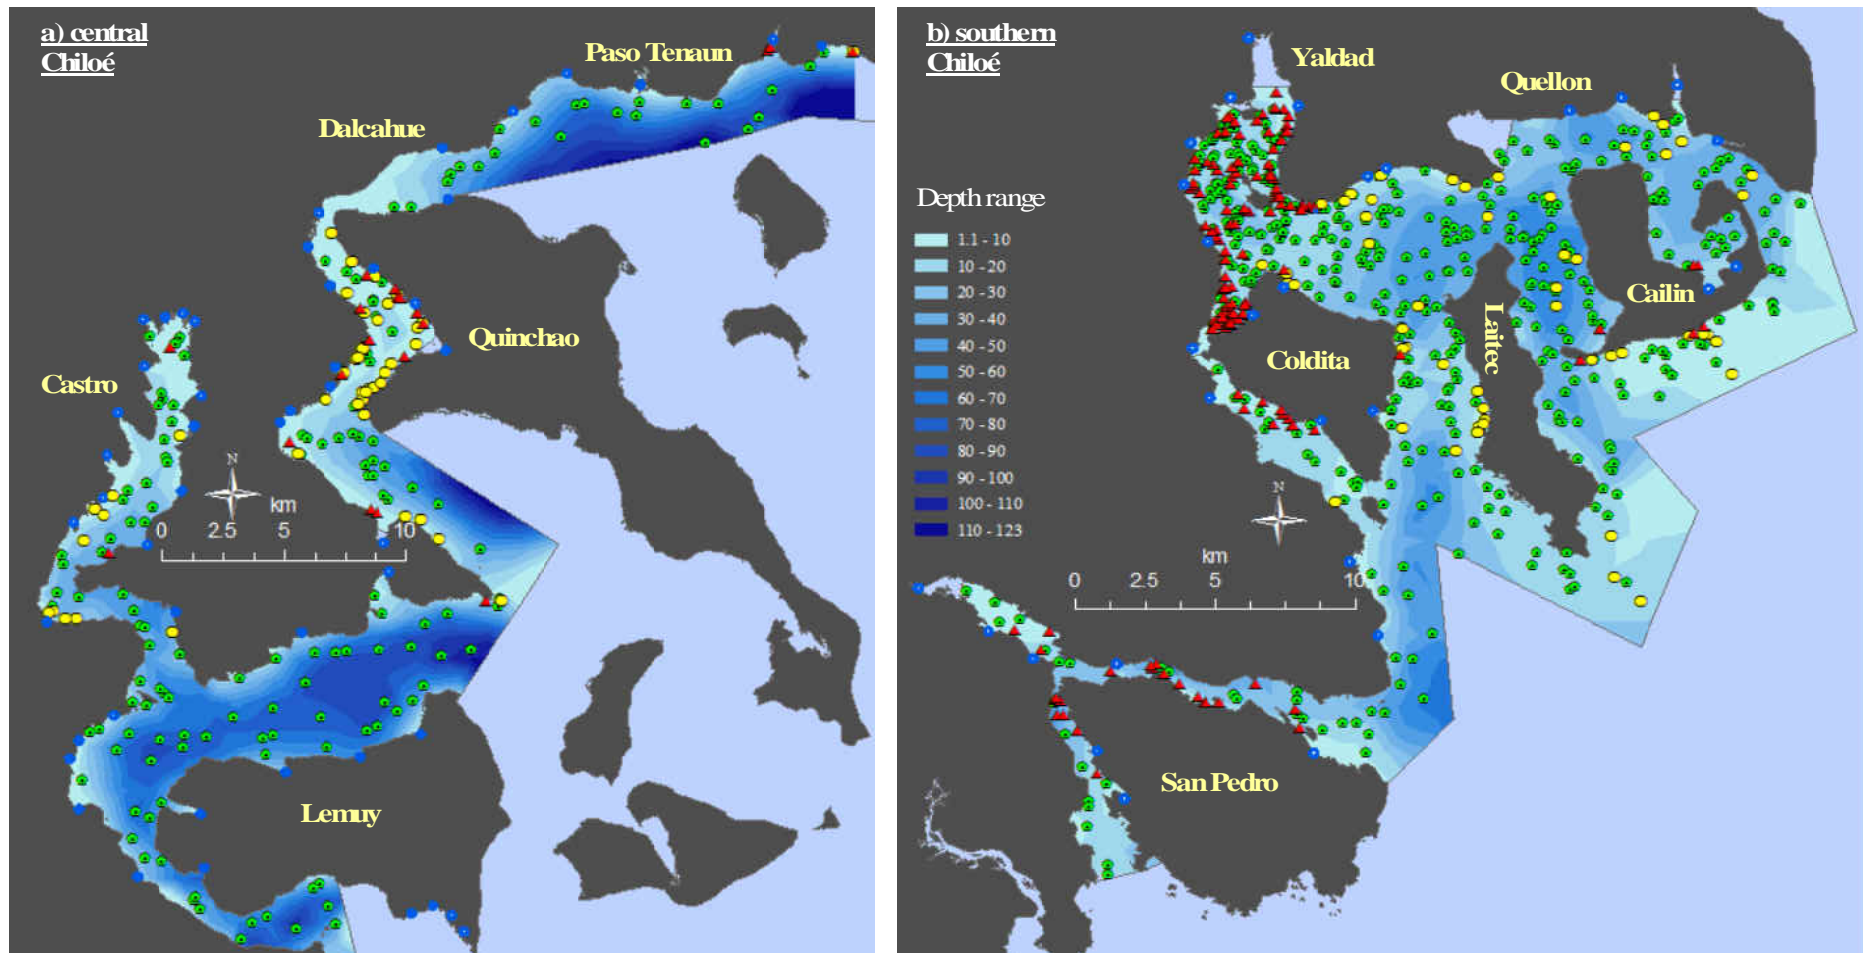 a) central
Chiloé
Paso Tenaun
Dalcahue
Quinchao
Castro
N
km
0 2.5 5 10
Lemuy
b) southern
Chiloé
Yaldad
Quellon
Depth range
1.1 - 10
10 - 20
20 - 30
30 - 40
40 - 50
50 - 60
60 - 70
70 - 80
80 - 90
90 - 100
100 - 110
110 - 123
Cailin
Laitec
Coldita
N
km
0 2.5 5 10
San Pedro